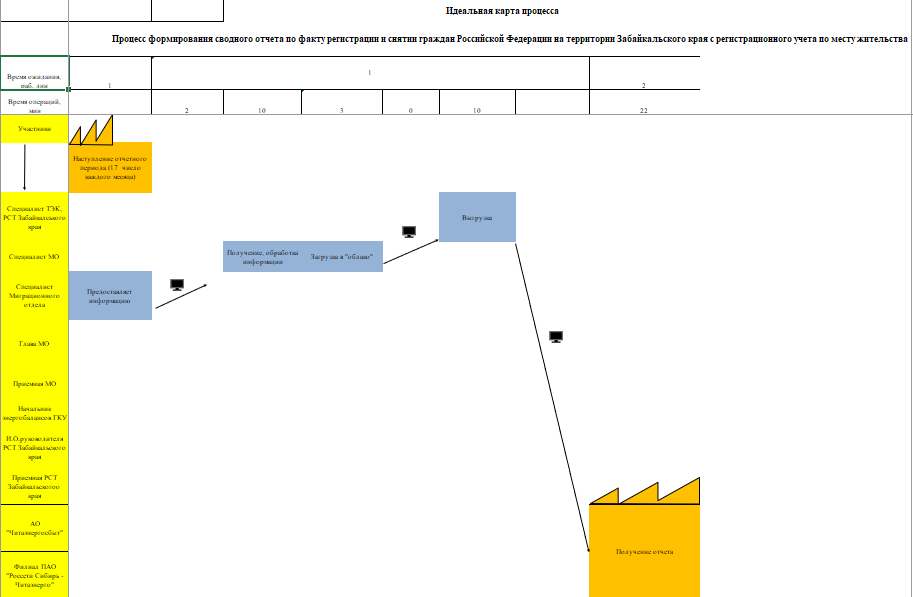 Идеальная карта процесса
Процесс формирования сводного отчета по факту регистрации и снятии граждан Российской Федерации на территории Забайкальского края с регистрационного учета по месту жительства
Время ожидания,
раб. дни
1
1
2
Время операций,
мин
2
10
3
0
10
22
Участники
Наступление отчетного
периода (17 число
каждого месяца)
Специалист ТЭК,
РСТ Забайкальского
края
Выгрузка
Специалист МО
Получение, обработка
информации
Загрузка в "облако"
Специалист
Миграционного
отдела
Предоставляет
информацию
Глава МО
Приемная МО
Начальник
энергобалансов ГКУ
И.О.руководителя
РСТ Забайкальского
края
Приемная РСТ
Забайкальского
края
АО
"Читаэнергосбыт"
Получение отчета
Филиал ПАО
"Россети Сибирь -
Читаэнерго"